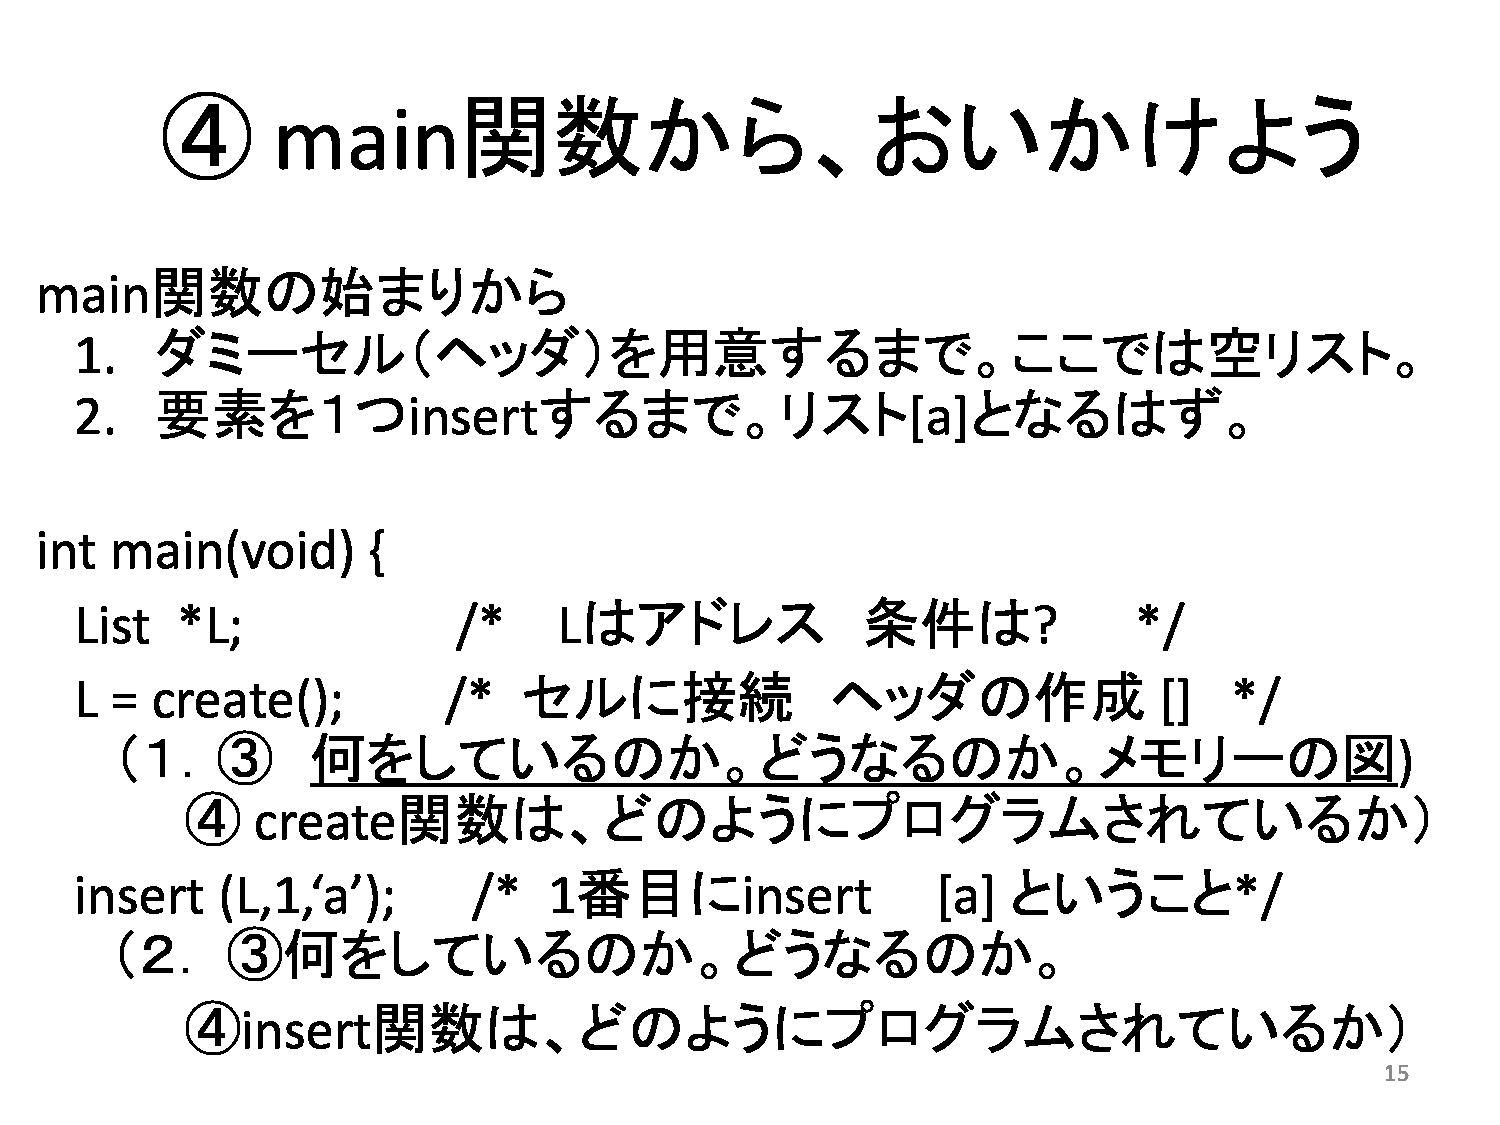 ④ main関数から、おいかけよう
main関数の始まりから
1. ダミーセル（ヘッダ）を用意するまで。ここでは空リスト。
2. 要素を１つinsertするまで。リスト[a]となるはず。
int main(void) {
List *L; /* Lはアドレス 条件は? */
L = create(); /* セルに接続 ヘッダの作成 [] */
（１．③ 何をしているのか。どうなるのか。メモリーの図)
④ create関数は、どのようにプログラムされているか）
insert (L,1,‘a’); /* 1番目にinsert [a] ということ*/
（２．③何をしているのか。どうなるのか。
④insert関数は、どのようにプログラムされているか）
15